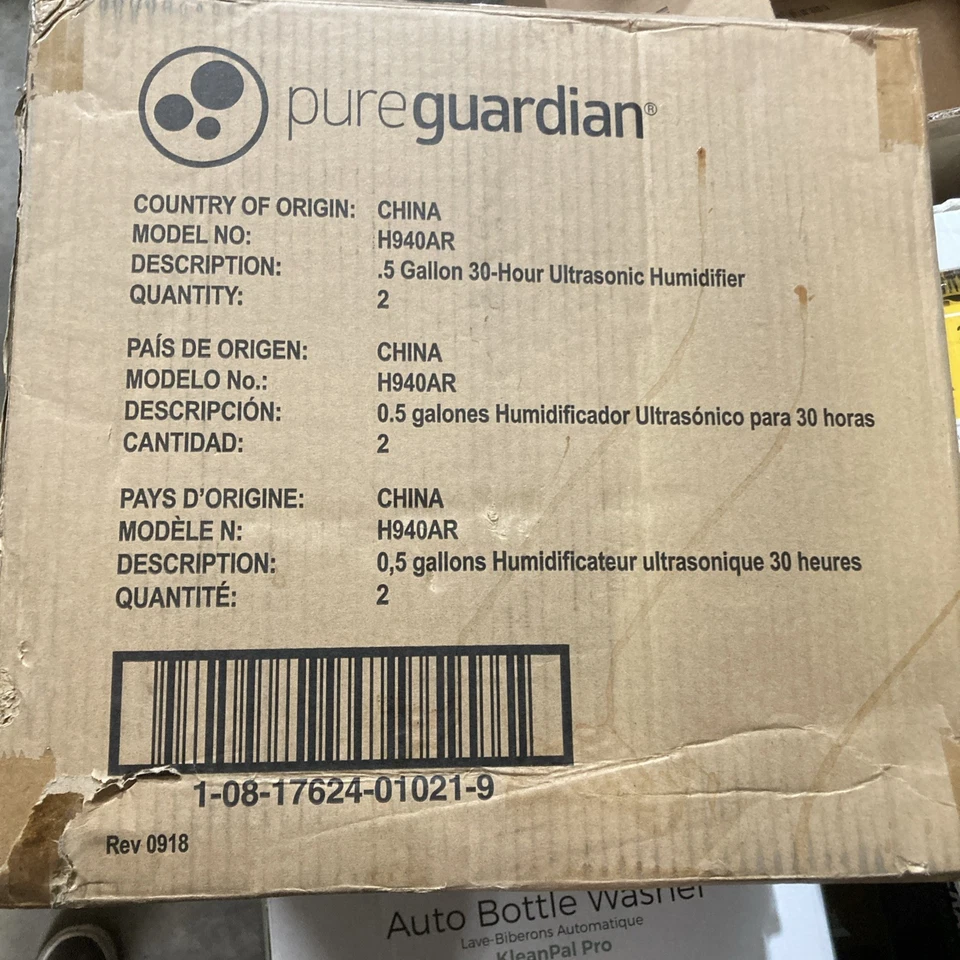 pureguardian®
COUNTRY OF ORIGIN: CHINA
MODEL NO: H940AR
DESCRIPTION: .5 Gallon 30-Hour Ultrasonic Humidifier
QUANTITY: 2
PAÍS DE ORIGEN: CHINA
MODELO No.: H940AR
DESCRIPCIÓN: 0.5 galones Humidificador Ultrasónico para 30 horas
CANTIDAD: 2
PAYS D'ORIGINE: CHINA
MODÈLE N: H940AR
DESCRIPTION: 0,5 gallons Humidificateur ultrasonique 30 heures
QUANTITÉ: 2
1-08-17624-01021-9
Rev 0918
Auto Bottle Washer
Lave-Biberons Automatique
KleanPal Pro